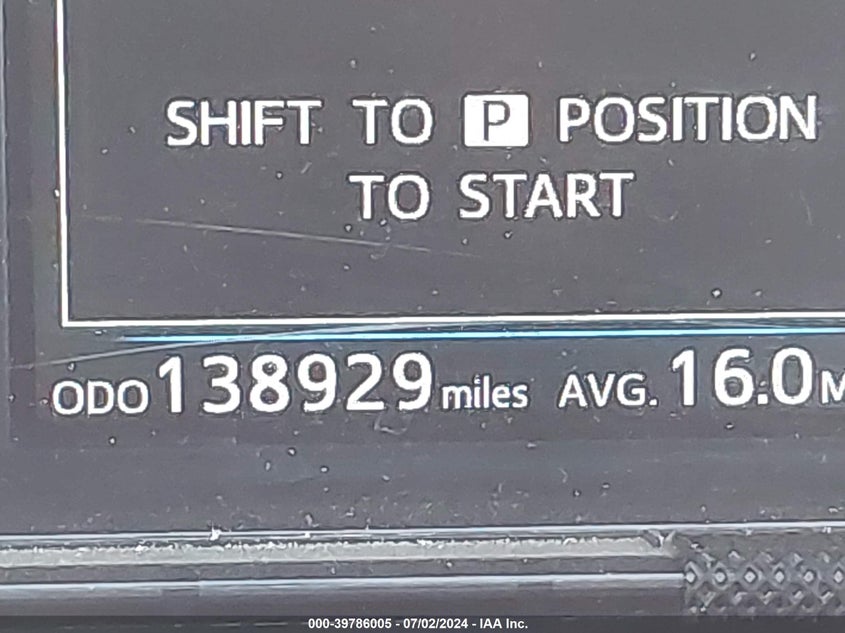 SHIFT TO P POSITION
TO START
ODO 138929 miles AVG. 16.0 M
000-39786005 - 07/02/2024 - IAA Inc.